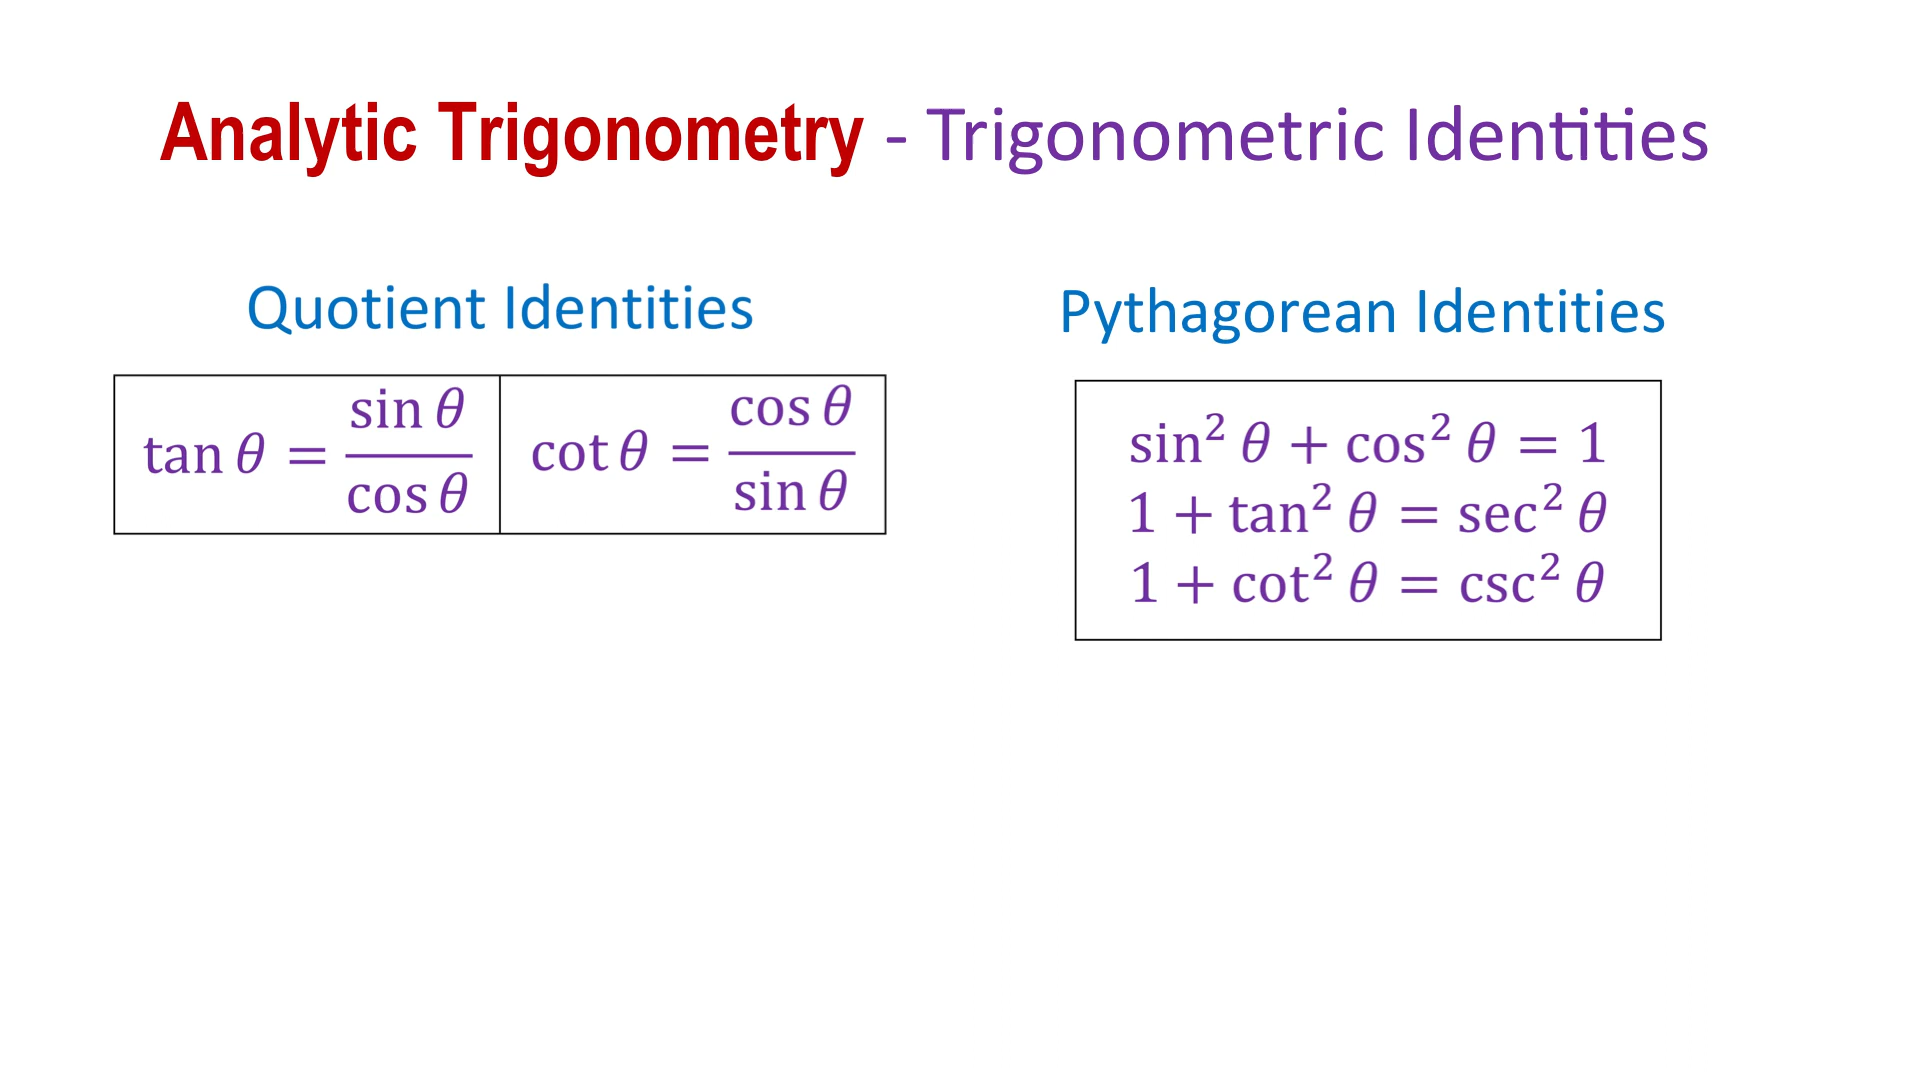 Analytic Trigonometry - Trigonometric Identities
Quotient Identities
tan θ = sin θ / cos θ
cot θ = cos θ / sin θ
Pythagorean Identities
sin² θ + cos² θ = 1
1 + tan² θ = sec² θ
1 + cot² θ = csc² θ